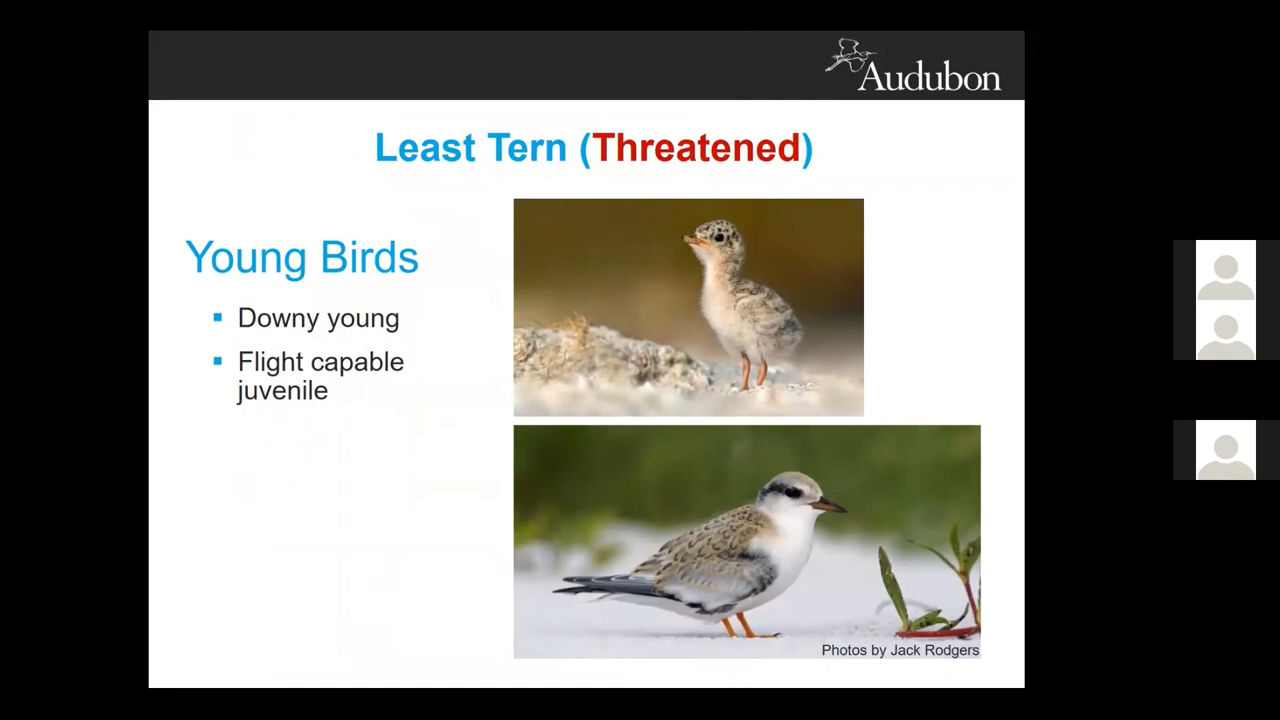 Audubon
Least Tern (Threatened)
Young Birds
▪ Downy young
▪ Flight capable
juvenile
Photos by Jack Rodgers